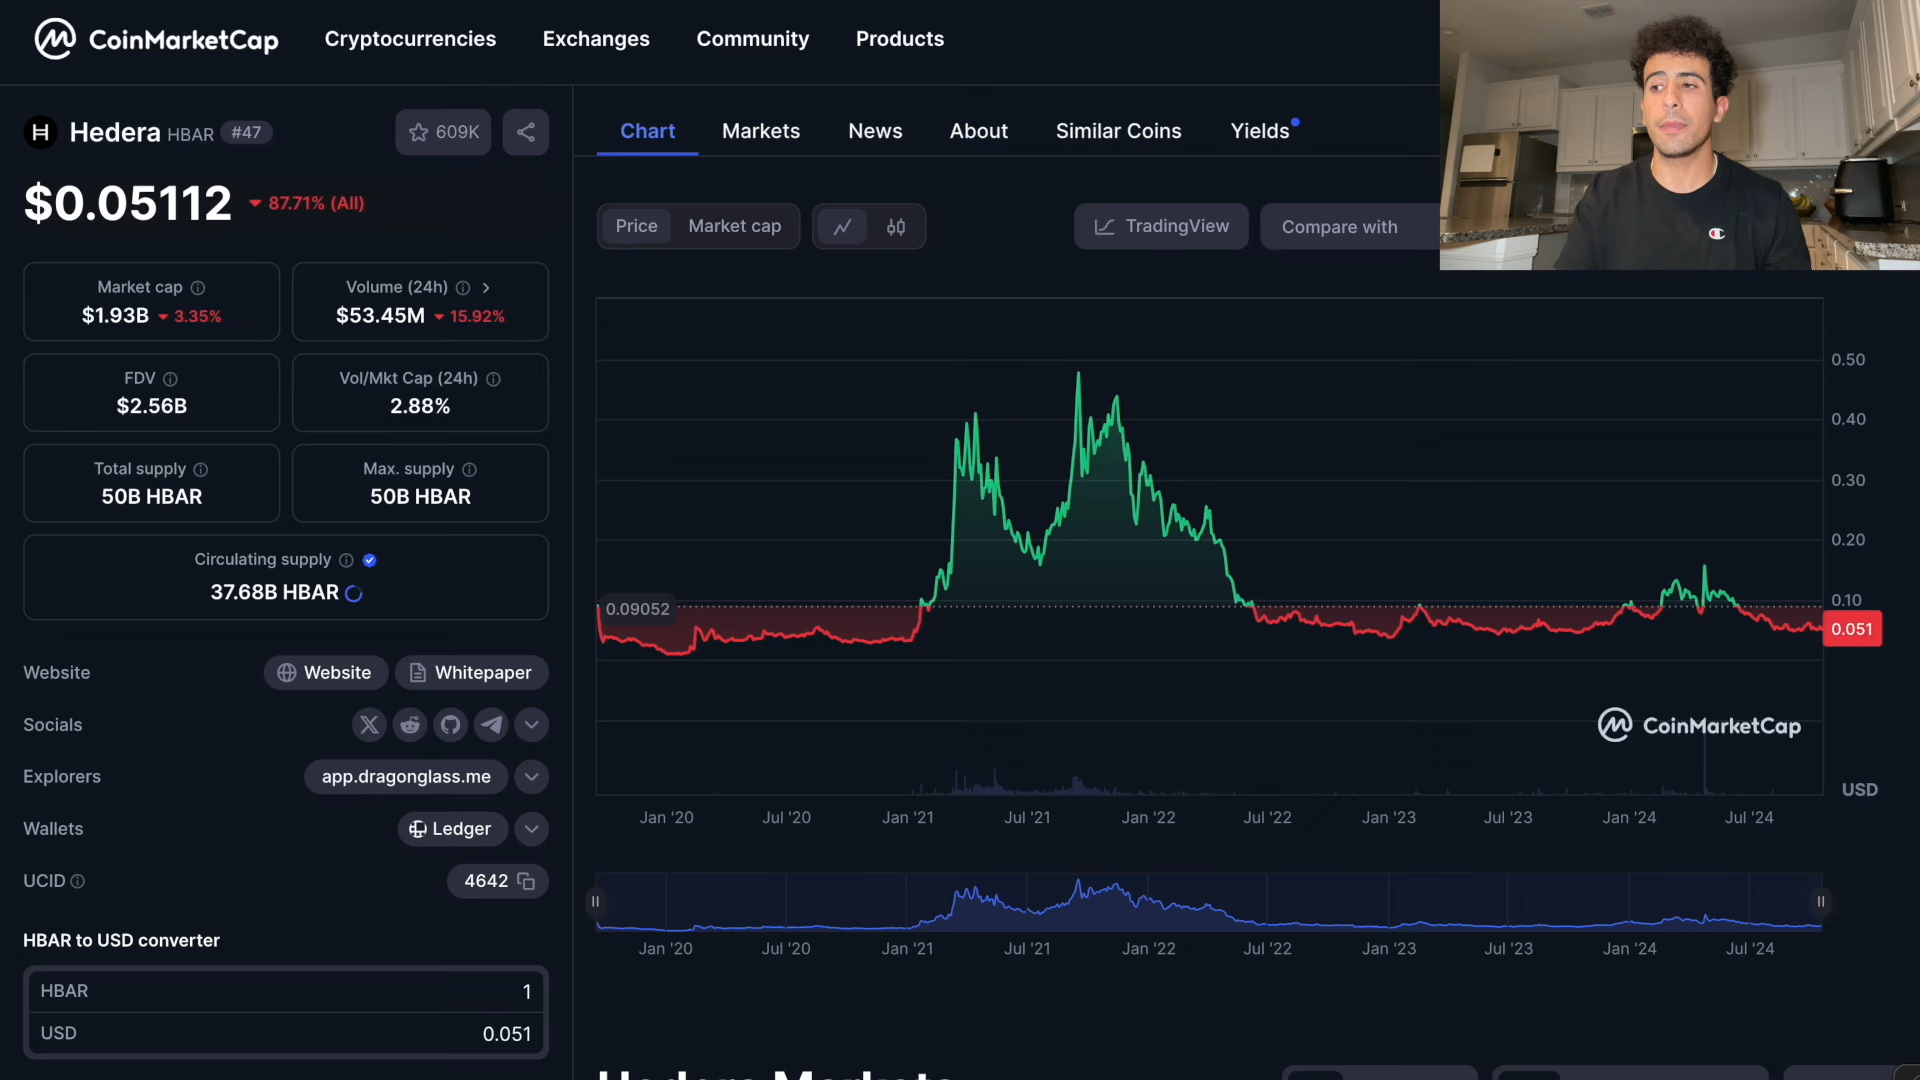 CoinMarketCap
Cryptocurrencies
Exchanges
Community
Products
Hedera HBAR #47
609K
$0.05112
87.71% (All)
Market cap
$1.93B 3.35%
Volume (24h)
$53.45M 15.92%
FDV
$2.56B
Vol/Mkt Cap (24h)
2.88%
Total supply
50B HBAR
Max. supply
50B HBAR
Circulating supply
37.68B HBAR
Website
Website
Whitepaper
Socials
Explorers
app.dragonglass.me
Wallets
Ledger
UCID
4642
HBAR to USD converter
HBAR
1
USD
0.051
Chart
Markets
News
About
Similar Coins
Yields
Price
Market cap
TradingView
Compare with
0.50
0.40
0.30
0.20
0.10
0.09052
0.051
CoinMarketCap
USD
Jan '20
Jul '20
Jan '21
Jul '21
Jan '22
Jul '22
Jan '23
Jul '23
Jan '24
Jul '24
Jan '20
Jul '20
Jan '21
Jul '21
Jan '22
Jul '22
Jan '23
Jul '23
Jan '24
Jul '24
Hedera Markets